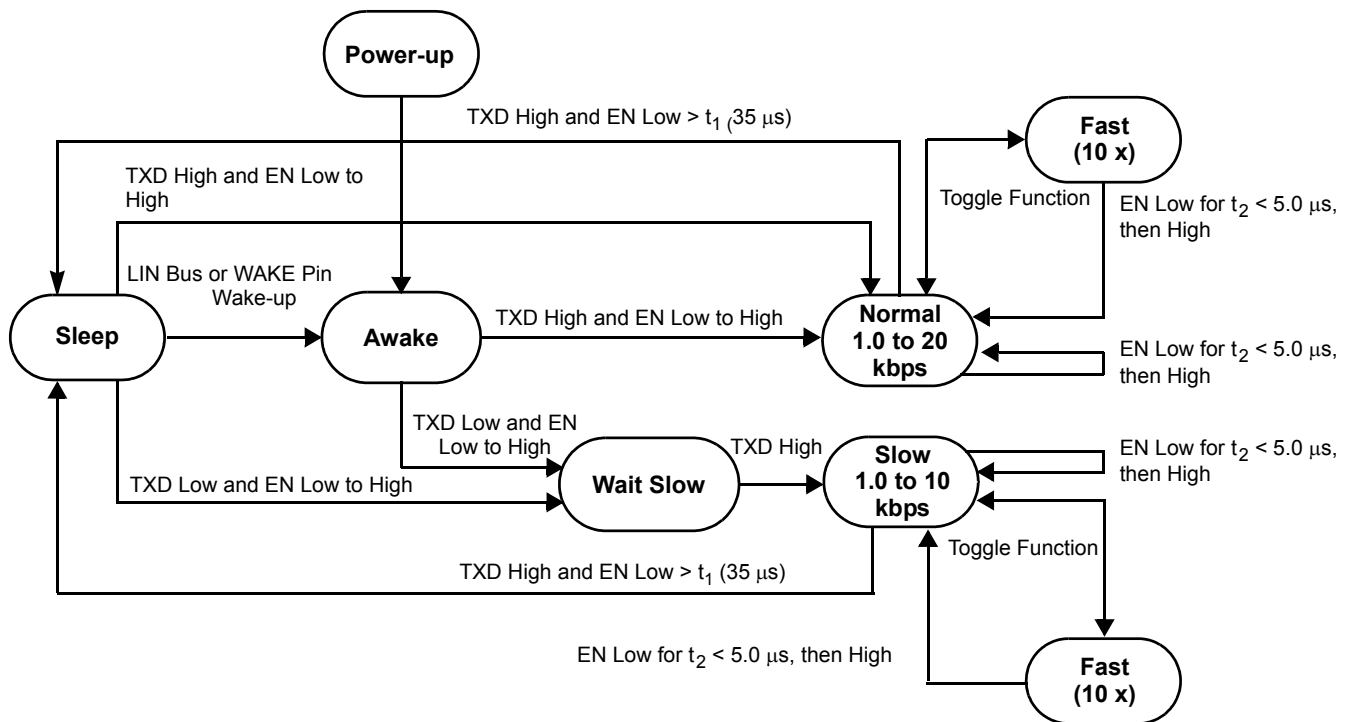 Power-up
TXD High and EN Low > t1 (35 μs)
Fast
(10 x)
TXD High and EN Low to
High
Toggle Function
EN Low for t2 < 5.0 μs,
then High
LIN Bus or WAKE Pin
Wake-up
Sleep
Awake
TXD High and EN Low to High
Normal
1.0 to 20
kbps
EN Low for t2 < 5.0 μs,
then High
TXD Low and EN
Low to High
TXD High
Slow
1.0 to 10
kbps
EN Low for t2 < 5.0 μs,
then High
TXD Low and EN Low to High
Wait Slow
Toggle Function
TXD High and EN Low > t1 (35 μs)
EN Low for t2 < 5.0 μs, then High
Fast
(10 x)